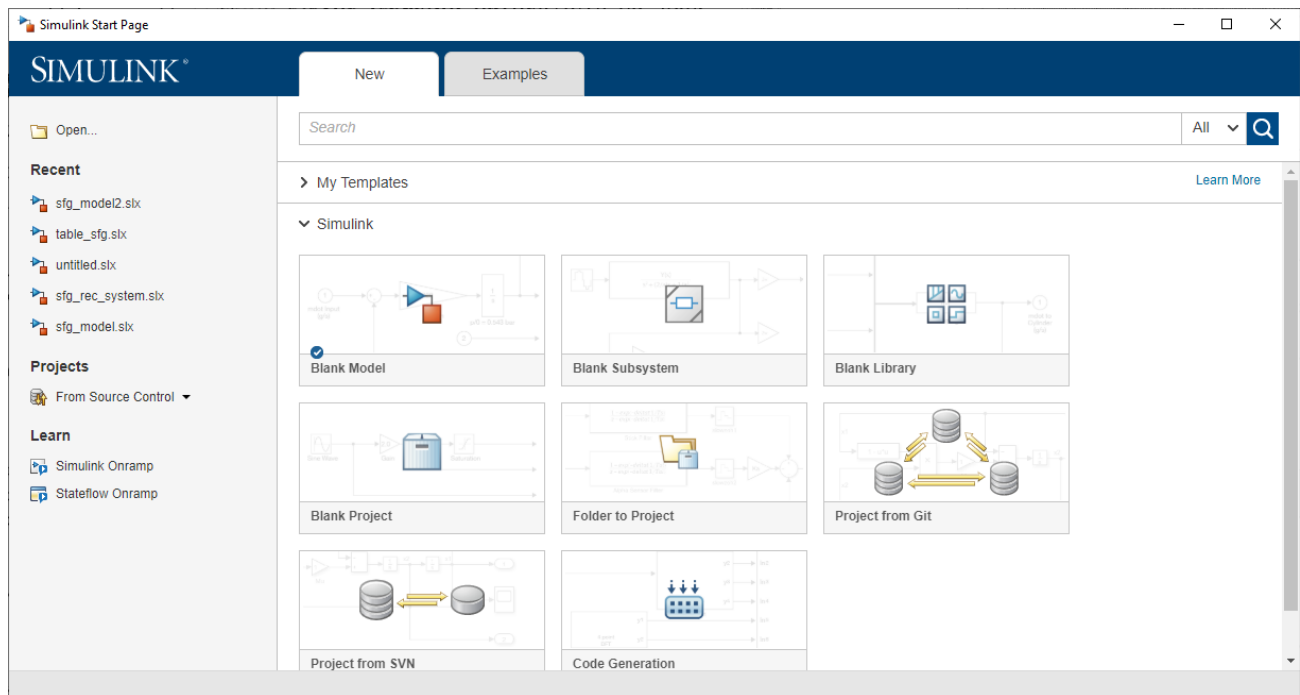 Simulink Start Page
SIMULINK®
New
Examples
Open...
Recent
sfg_model2.slx
table_sfg.slx
untitled.slx
sfg_rec_system.slx
sfg_model.slx
Projects
From Source Control
Learn
Simulink Onramp
Stateflow Onramp
Search
All
My Templates
Learn More
Simulink
Blank Model
Blank Subsystem
Blank Library
Blank Project
Folder to Project
Project from Git
Project from SVN
Code Generation